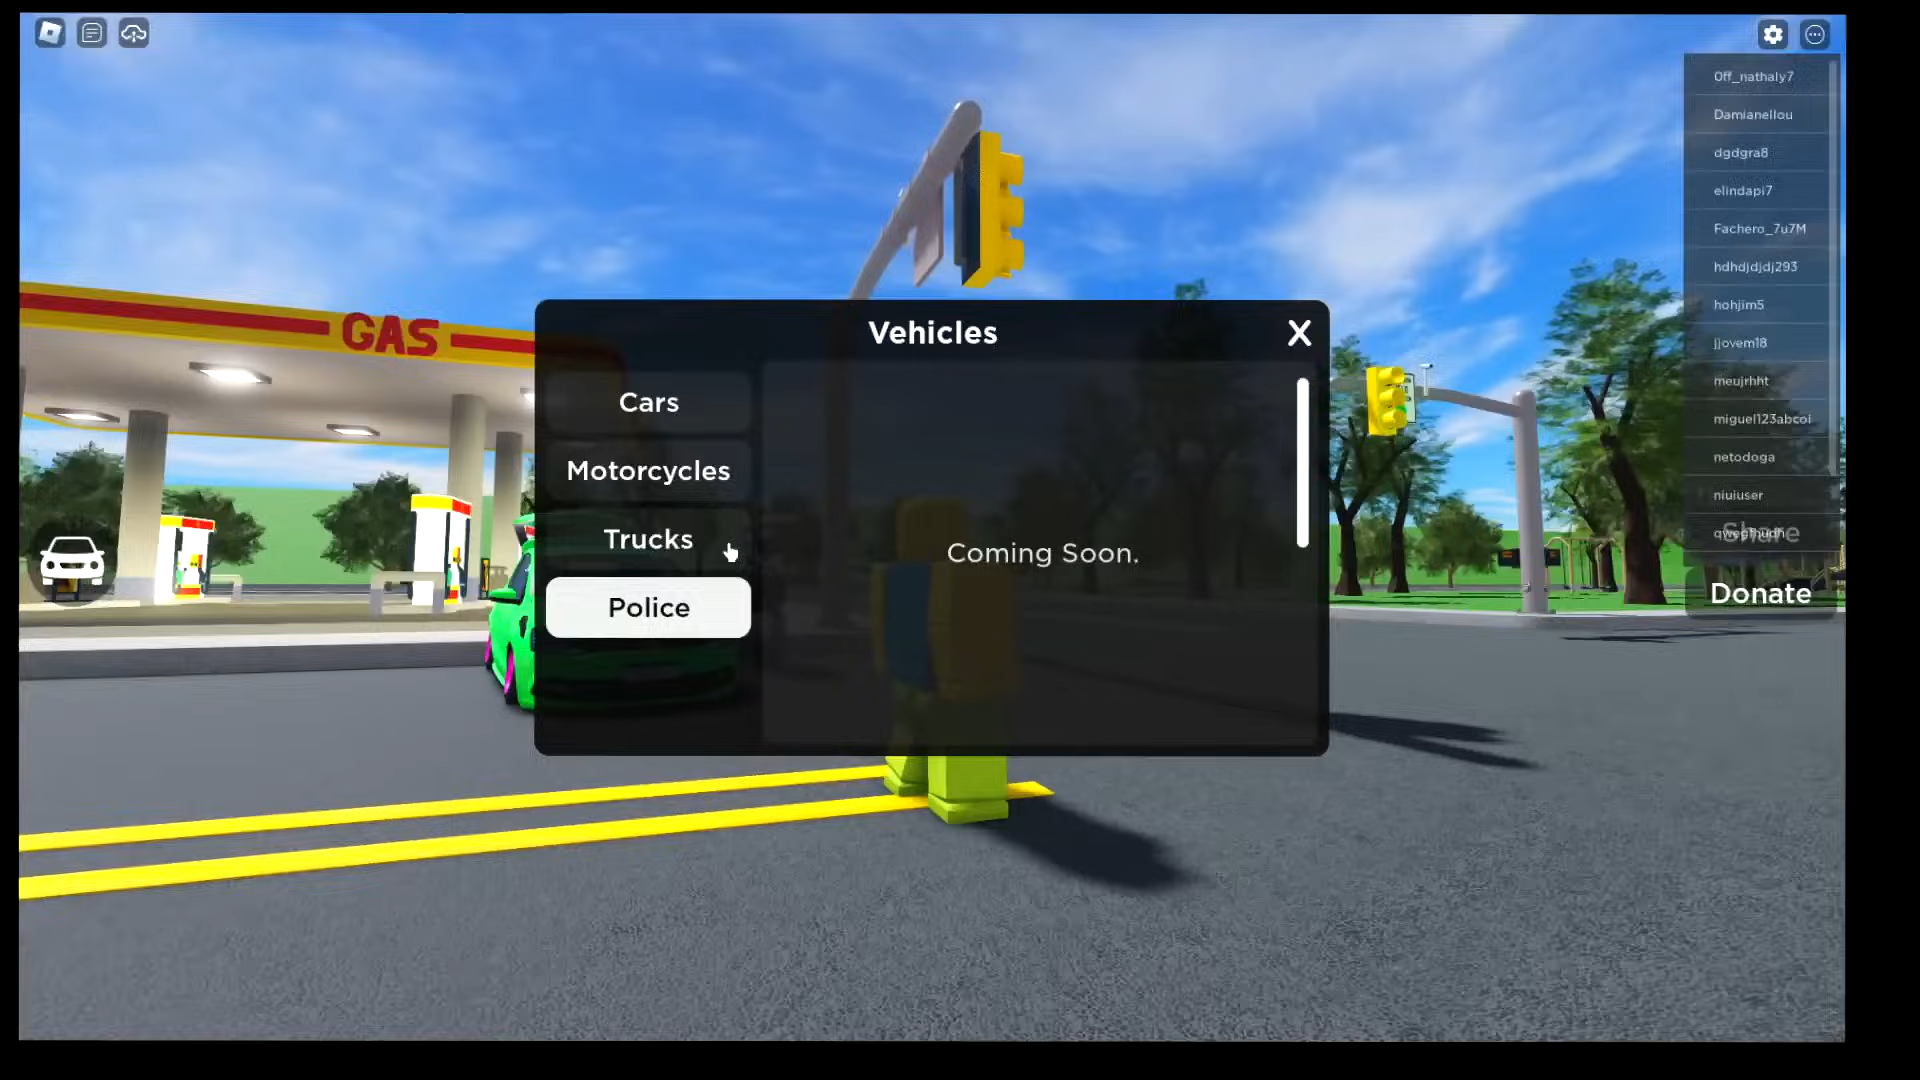 Off_nathaly7
Damianellou
dgdgra8
elindapi7
Fachero_7u7M
hdhdjdjdj293
hohjim5
jjovem18
meujrhht
miguel123abcoi
netodoga
niuiuser
Share
Donate
GAS
Vehicles
X
Cars
Motorcycles
Trucks
Police
Coming Soon.